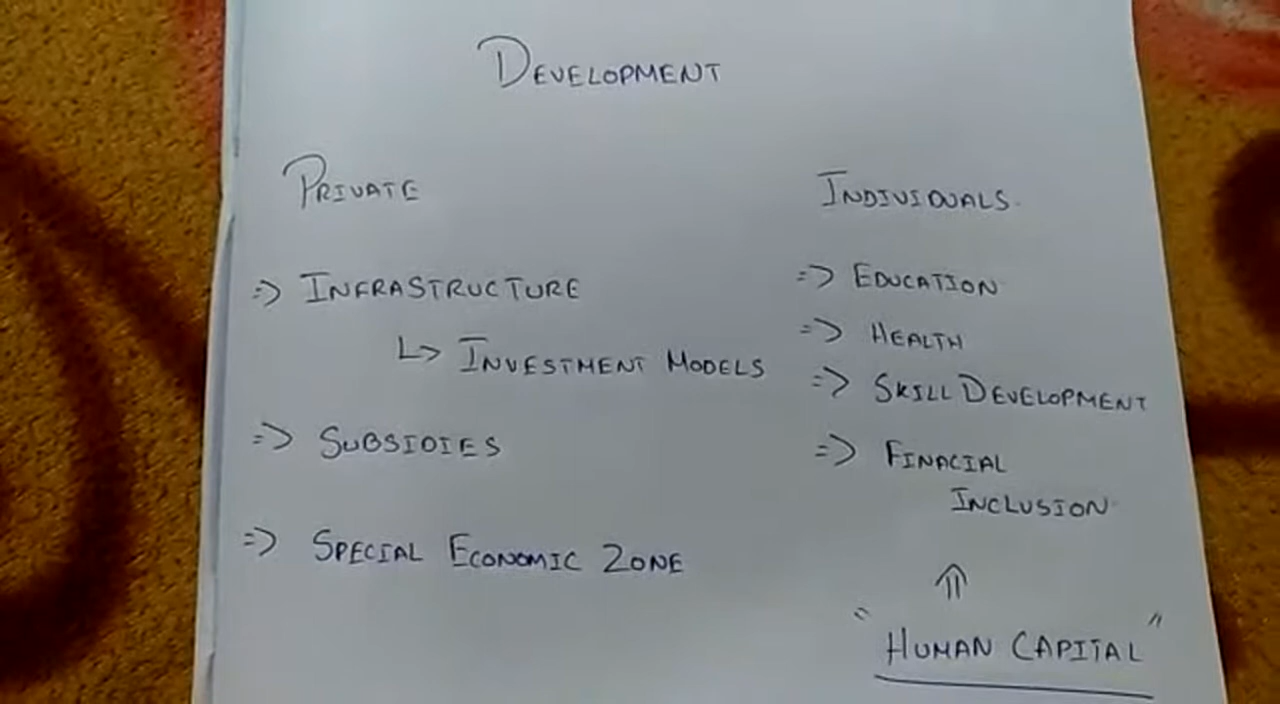 DEVELOPMENT
PRIVATE
=> INFRASTRUCTURE
↳ INVESTMENT MODELS
=> SUBSIDIES
=> SPECIAL ECONOMIC ZONE
INDIVIDUALS
=> EDUCATION
=> HEALTH
=> SKILL DEVELOPMENT
=> FINACIAL
INCLUSION
⇑
"HUMAN CAPITAL"